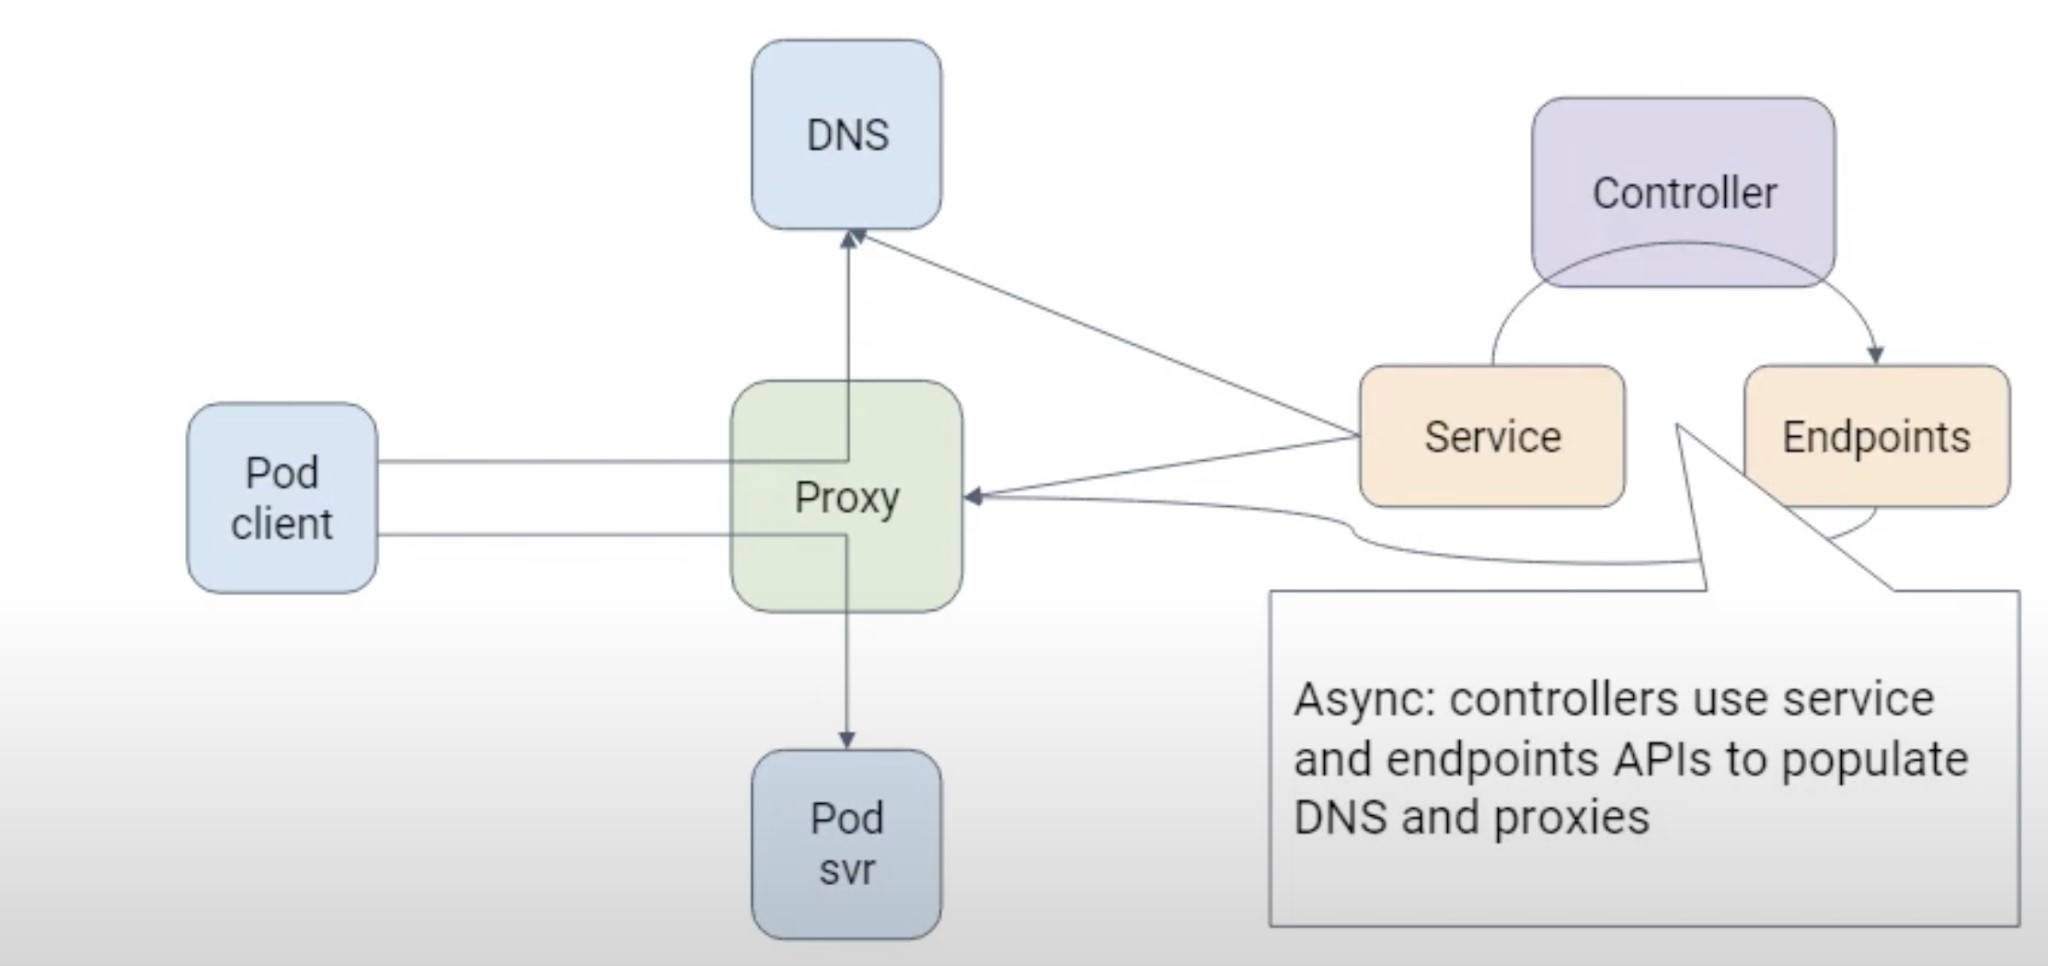 DNS
Controller
Pod
client
Proxy
Service
Endpoints
Pod
svr
Async: controllers use service
and endpoints APIs to populate
DNS and proxies